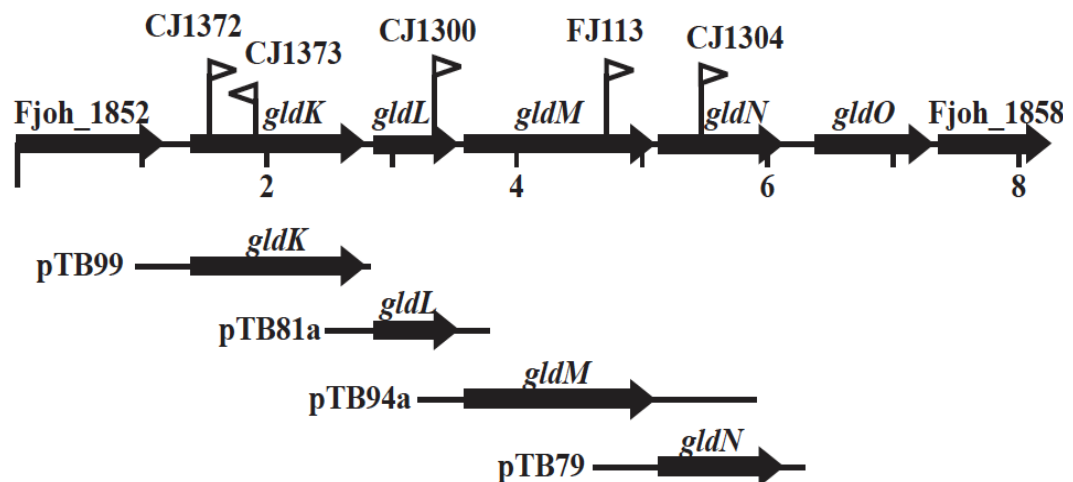 CJ1372 CJ1373 CJ1300 FJ113 CJ1304
Fjoh_1852 gldK gldL gldM gldN gldO Fjoh_1858
2 4 6 8
gldK
pTB99
gldL
pTB81a
gldM
pTB94a
gldN
pTB79